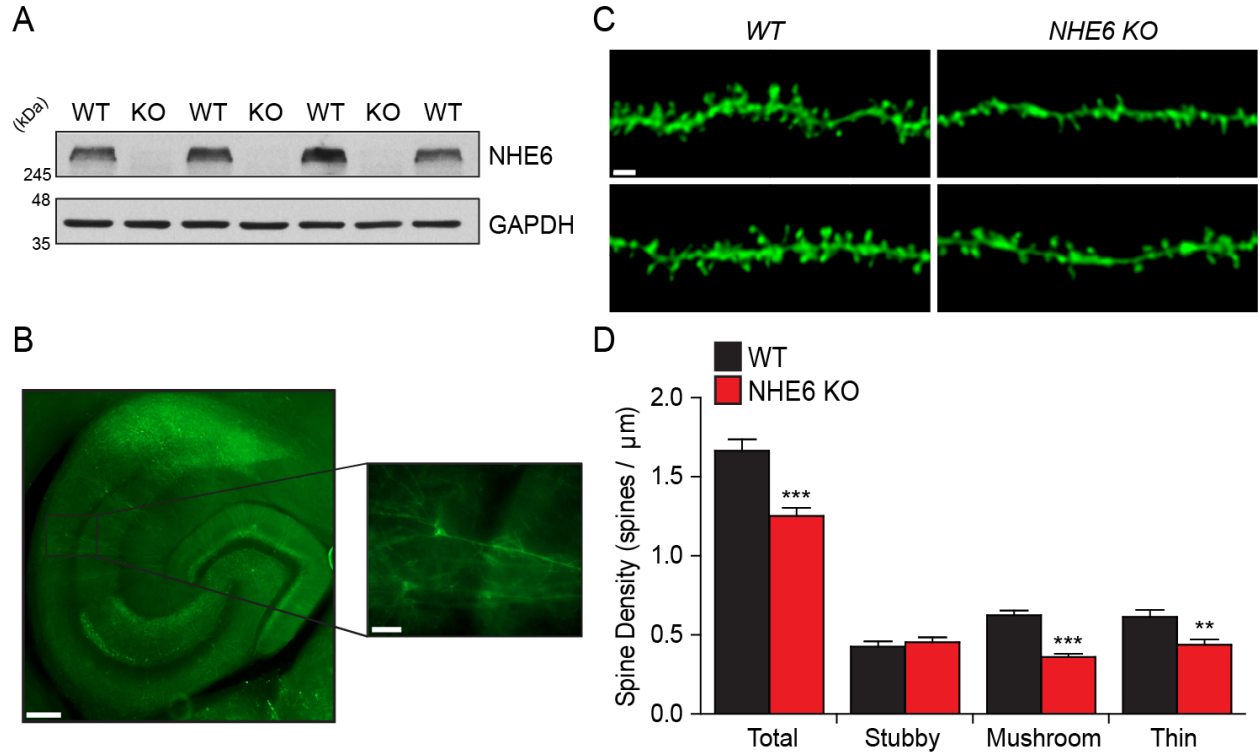 A
(kDa)
WT KO WT KO WT KO WT
NHE6
245
48
GAPDH
35
B
C
WT NHE6 KO
D
WT
NHE6 KO
Spine Density (spines / μm)
2.0
1.5
1.0
0.5
0.0
***
***
**
Total Stubby Mushroom Thin